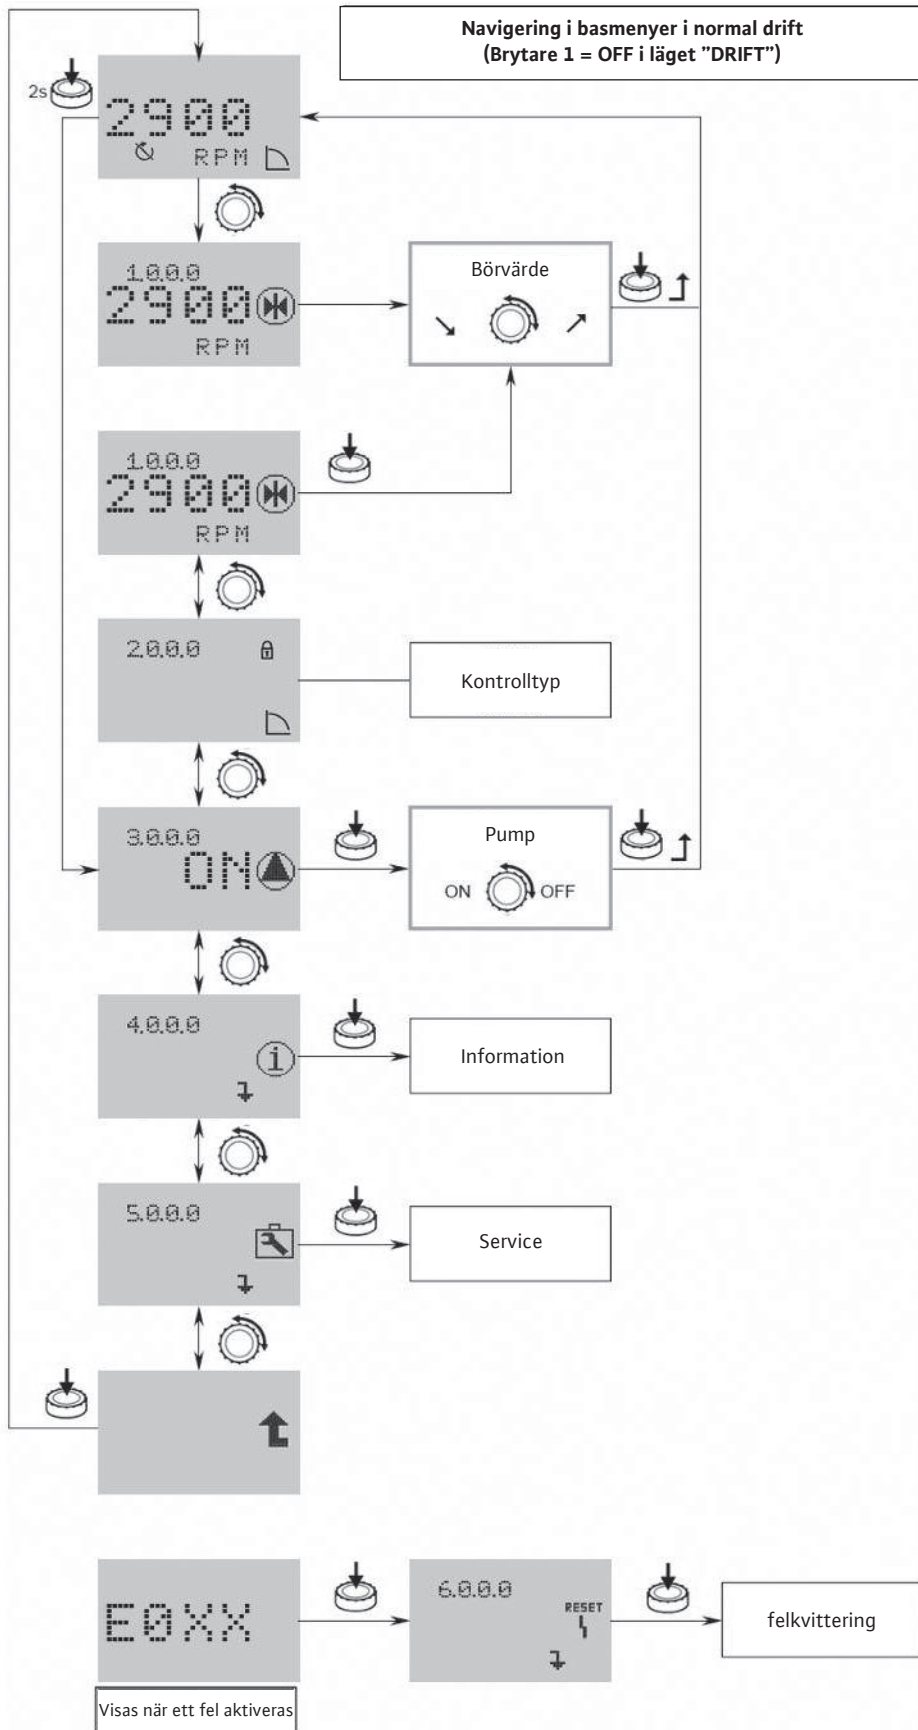 Navigering i basmenyer i normal drift
(Brytare 1 = OFF i läget ”DRIFT”)
2s
2900
RPM
1.0.0.0
2900
RPM
Börvärde
1.0.0.0
2900
RPM
2.0.0.0
Kontrolltyp
3.0.0.0
ON
Pump
ON OFF
4.0.0.0
i
Information
5.0.0.0
Service
E0XX
6.0.0.0
RESET
felkvittering
Visas när ett fel aktiveras